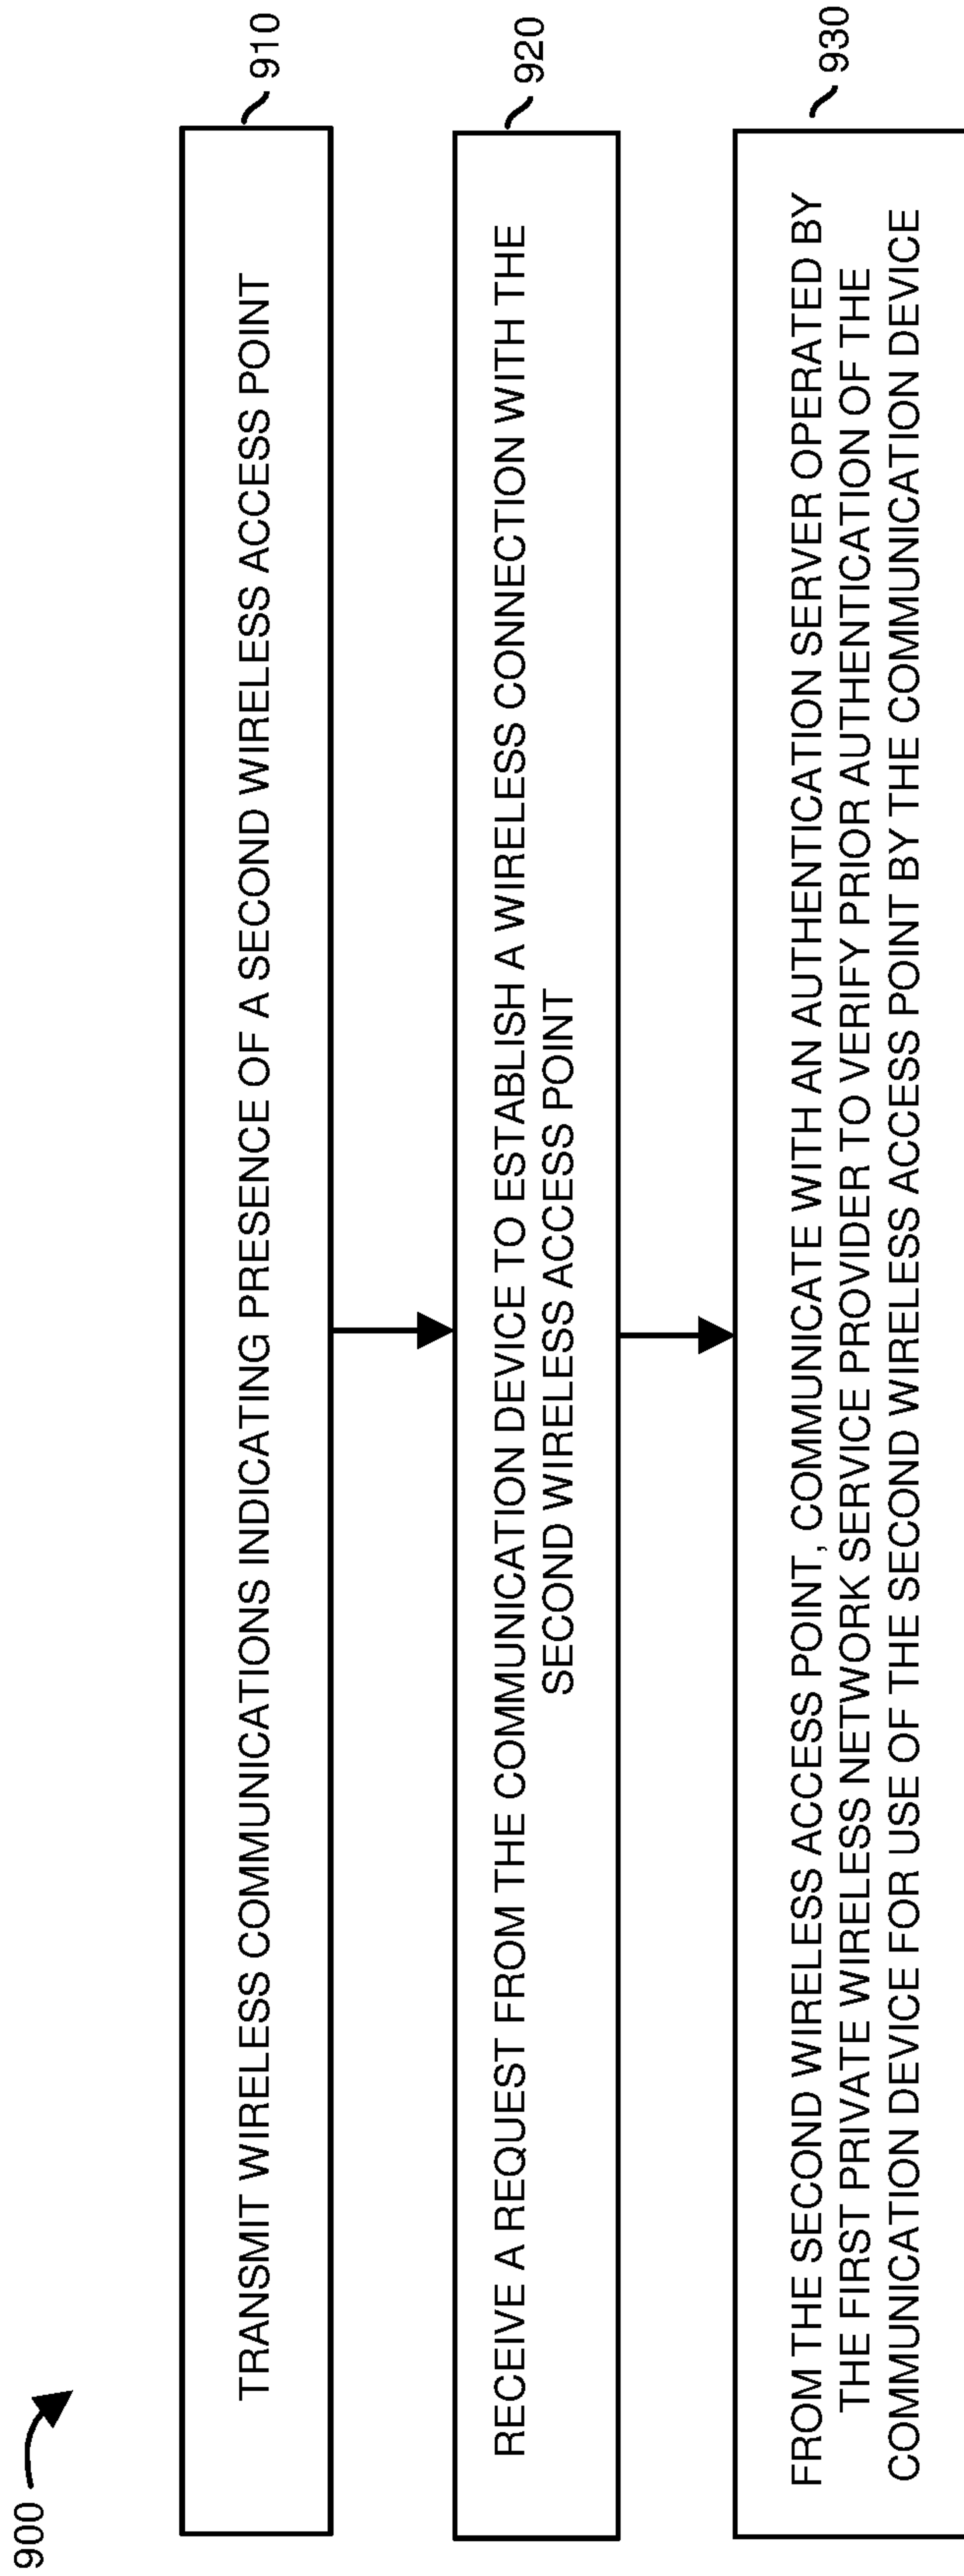 900
TRANSMIT WIRELESS COMMUNICATIONS INDICATING PRESENCE OF A SECOND WIRELESS ACCESS POINT
910
RECEIVE A REQUEST FROM THE COMMUNICATION DEVICE TO ESTABLISH A WIRELESS CONNECTION WITH THE
SECOND WIRELESS ACCESS POINT
920
FROM THE SECOND WIRELESS ACCESS POINT, COMMUNICATE WITH AN AUTHENTICATION SERVER OPERATED BY
THE FIRST PRIVATE WIRELESS NETWORK SERVICE PROVIDER TO VERIFY PRIOR AUTHENTICATION OF THE
COMMUNICATION DEVICE FOR USE OF THE SECOND WIRELESS ACCESS POINT BY THE COMMUNICATION DEVICE
930